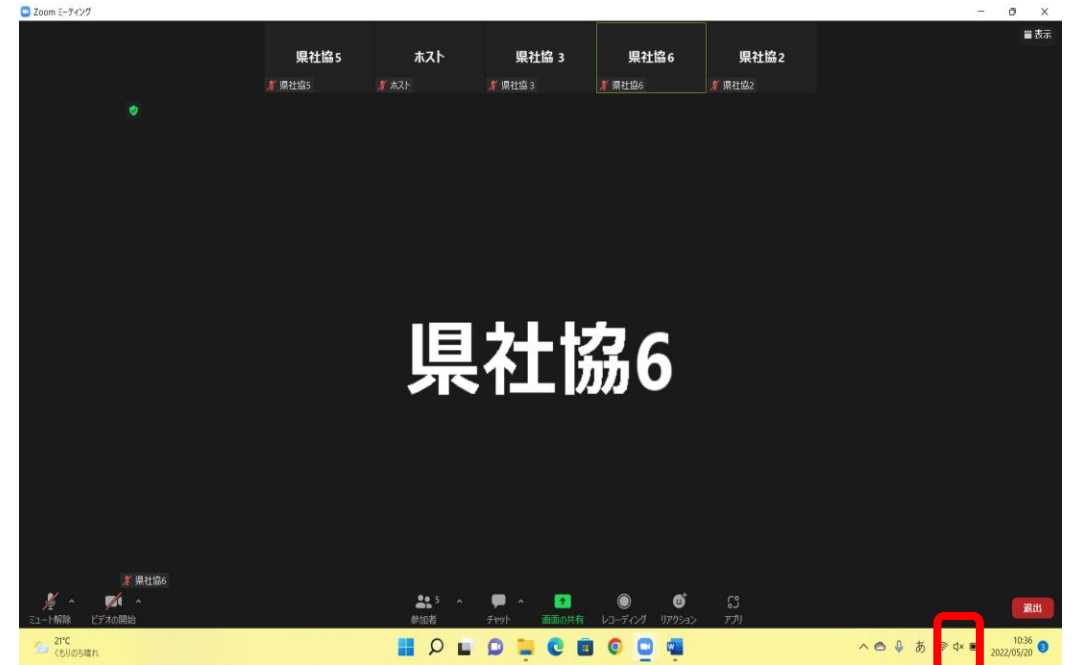 Zoom ミーティング
表示
県社協5
ホスト
県社協 3
県社協6
県社協2
県社協5
ホスト
県社協 3
県社協6
県社協2
県社協6
県社協6
ミュート解除
ビデオの開始
5
参加者
チャット
画面の共有
レコーディング
リアクション
アプリ
退出
21°C
くもりのち晴れ
あ
10:36
2022/05/20
3